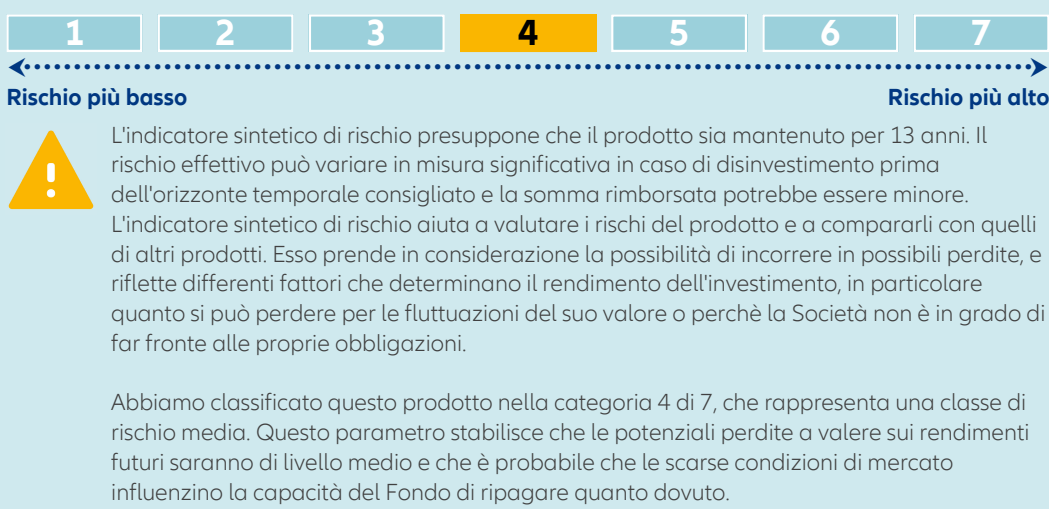 1 2 3 4 5 6 7
Rischio più basso Rischio più alto
L'indicatore sintetico di rischio presuppone che il prodotto sia mantenuto per 13 anni. Il
rischio effettivo può variare in misura significativa in caso di disinvestimento prima
dell'orizzonte temporale consigliato e la somma rimborsata potrebbe essere minore.
L'indicatore sintetico di rischio aiuta a valutare i rischi del prodotto e a compararli con quelli
di altri prodotti. Esso prende in considerazione la possibilità di incorrere in possibili perdite, e
riflette differenti fattori che determinano il rendimento dell'investimento, in particolare
quanto si può perdere per le fluttuazioni del suo valore o perchè la Società non è in grado di
far fronte alle proprie obbligazioni.
Abbiamo classificato questo prodotto nella categoria 4 di 7, che rappresenta una classe di
rischio media. Questo parametro stabilisce che le potenziali perdite a valere sui rendimenti
futuri saranno di livello medio e che è probabile che le scarse condizioni di mercato
influenzino la capacità del Fondo di ripagare quanto dovuto.